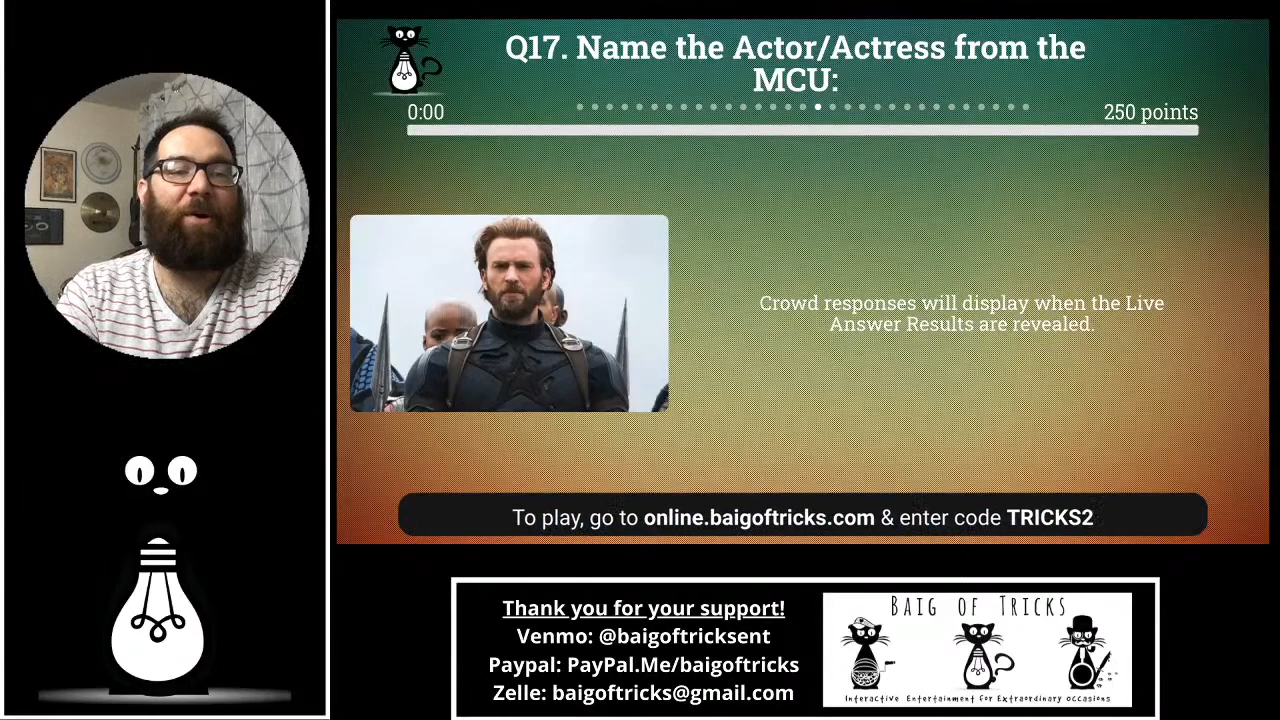 Q17. Name the Actor/Actress from the
MCU:
0:00
250 points
Crowd responses will display when the Live
Answer Results are revealed.
To play, go to online.baigoftricks.com & enter code TRICKS2
Thank you for your support!
Venmo: @baigoftricksent
Paypal: PayPal.Me/baigoftricks
Zelle: baigoftricks@gmail.com
BAIG OF TRICKS
Interactive Entertainment for Extraordinary Occasions